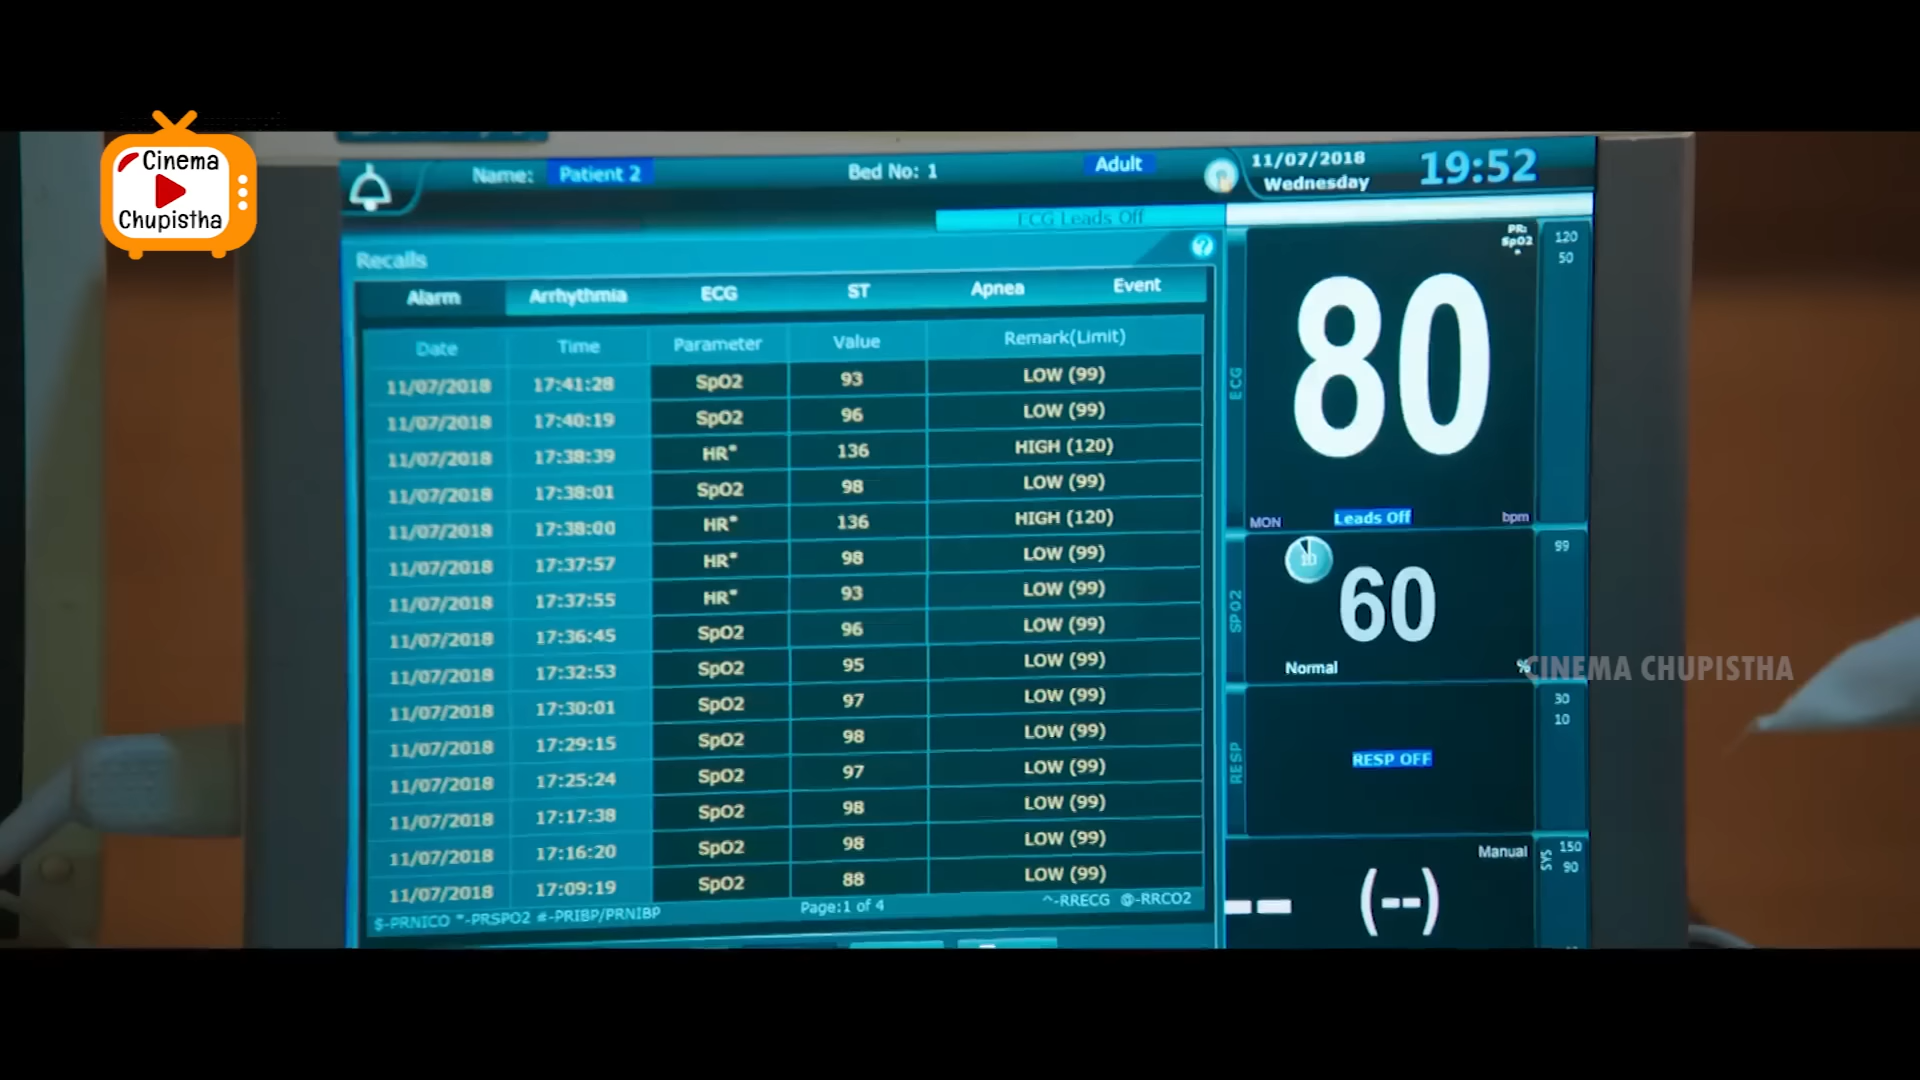 Cinema
Chupistha
Name: Patient 2 Bed No: 1 Adult 11/07/2018 Wednesday 19:52
ECG Leads Off
Recalls
Alarm Arrhythmia ECG ST Apnea Event
Date Time Parameter Value Remark(Limit)
11/07/2018 17:41:28 SpO2 93 LOW (99)
11/07/2018 17:40:19 SpO2 96 LOW (99)
11/07/2018 17:38:39 HR* 136 HIGH (120)
11/07/2018 17:38:01 SpO2 98 LOW (99)
11/07/2018 17:38:00 HR* 136 HIGH (120)
11/07/2018 17:37:57 HR* 98 LOW (99)
11/07/2018 17:37:55 HR* 93 LOW (99)
11/07/2018 17:36:45 SpO2 96 LOW (99)
11/07/2018 17:32:53 SpO2 95 LOW (99)
11/07/2018 17:30:01 SpO2 97 LOW (99)
11/07/2018 17:29:15 SpO2 98 LOW (99)
11/07/2018 17:25:24 SpO2 97 LOW (99)
11/07/2018 17:17:38 SpO2 98 LOW (99)
11/07/2018 17:16:20 SpO2 98 LOW (99)
11/07/2018 17:09:19 SpO2 88 LOW (99)
$-PRNICO *-PRSPO2 #-PRIBP/PRNIBP Page:1 of 4 ^-RRECG @-RRCO2
ECG
PR:
SpO2
*
120
50
80
MON Leads Off bpm
SPO2
10
60
99
Normal %
CINEMA CHUPISTHA
RESP
30
10
RESP OFF
Manual
SYS
150
90
-- (--)